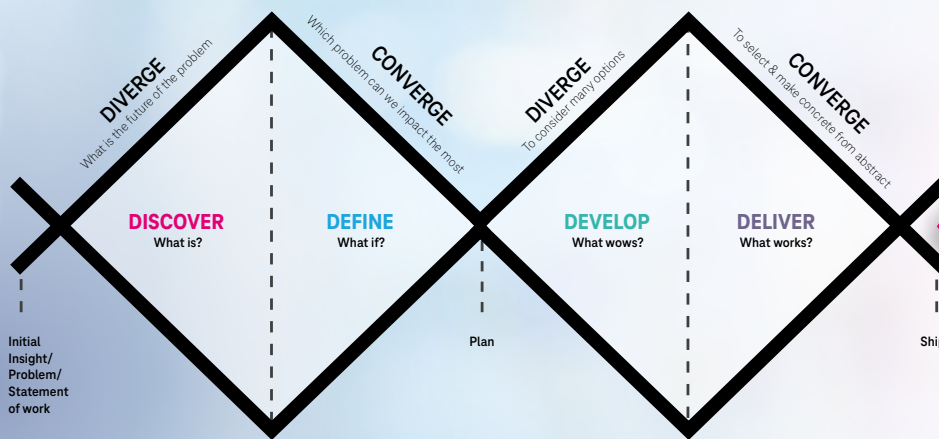 DIVERGE
What is the future of the problem
CONVERGE
Which problem can we impact the most
DIVERGE
To consider many options
CONVERGE
To select & make concrete from abstract
DISCOVER
What is?
DEFINE
What if?
DEVELOP
What wows?
DELIVER
What works?
Initial
Insight/
Problem/
Statement
of work
Plan